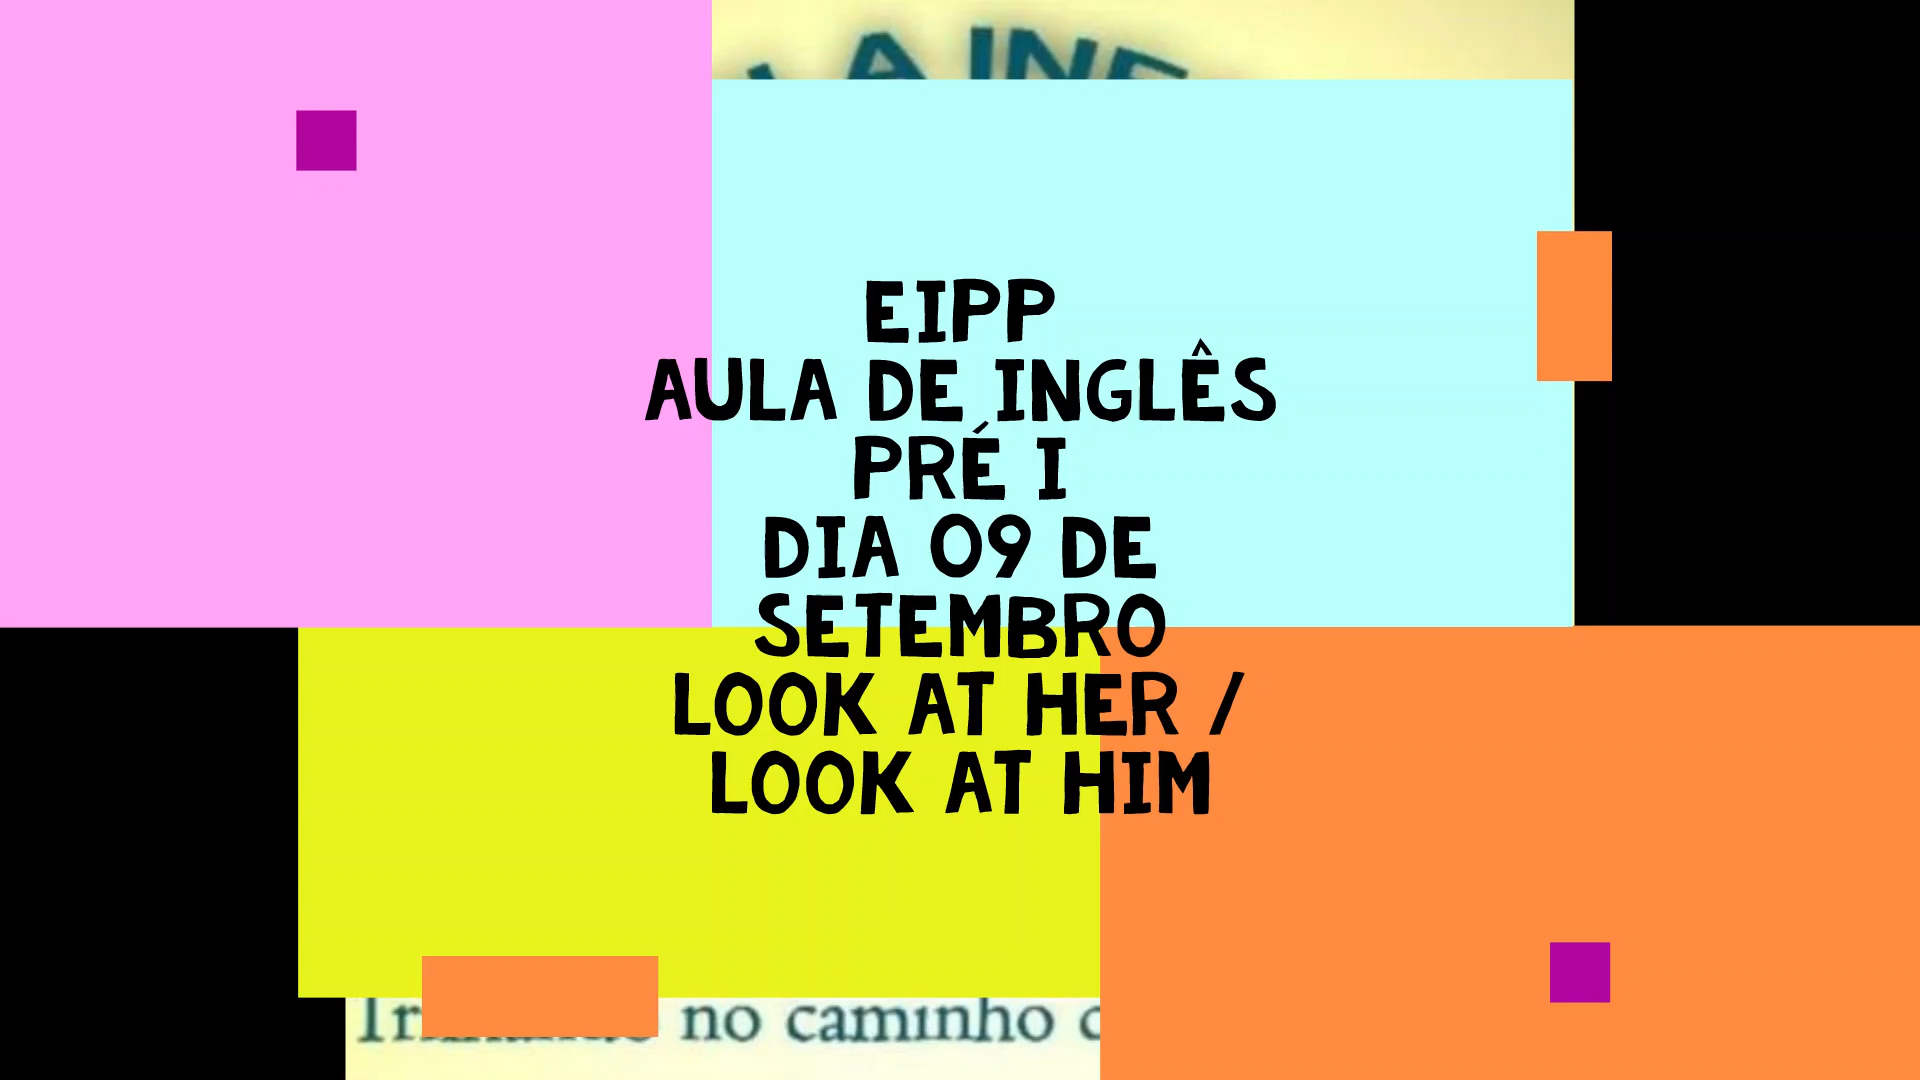 EIPP
AULA DE INGLÊS
PRÉ I
DIA 09 DE
SETEMBRO
LOOK AT HER /
LOOK AT HIM
no caminho